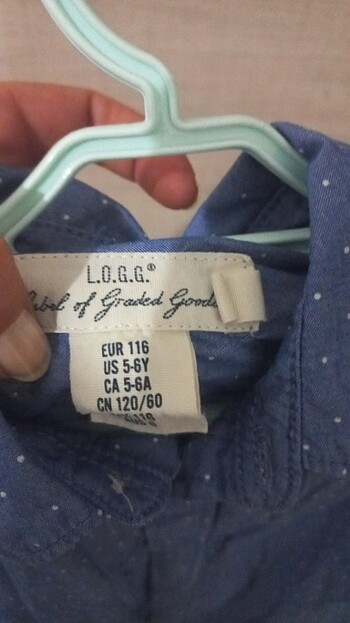 L.O.G.G.®
Label of Graded Goods
EUR 116
US 5-6Y
CA 5-6A
CN 120/60